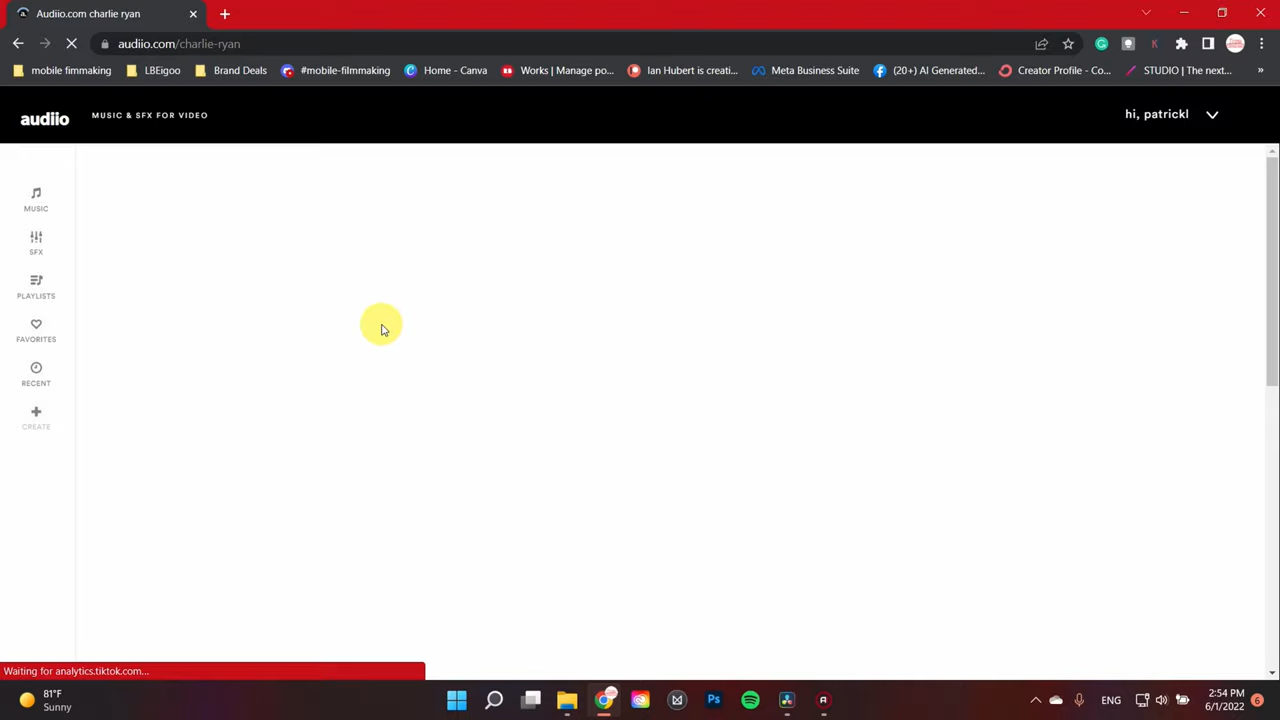 Audiio.com charlie ryan
audiio.com/charlie-ryan
mobile fimmaking
LBEigoo
Brand Deals
#mobile-filmmaking
Home - Canva
Works | Manage po...
Ian Hubert is creati...
Meta Business Suite
(20+) AI Generated...
Creator Profile - Co...
STUDIO | The next...
»
audiio
MUSIC & SFX FOR VIDEO
hi, patrickl
MUSIC
SFX
PLAYLISTS
FAVORITES
RECENT
CREATE
Waiting for analytics.tiktok.com...
81°F
Sunny
Ps
ENG
2:54 PM
6/1/2022
6